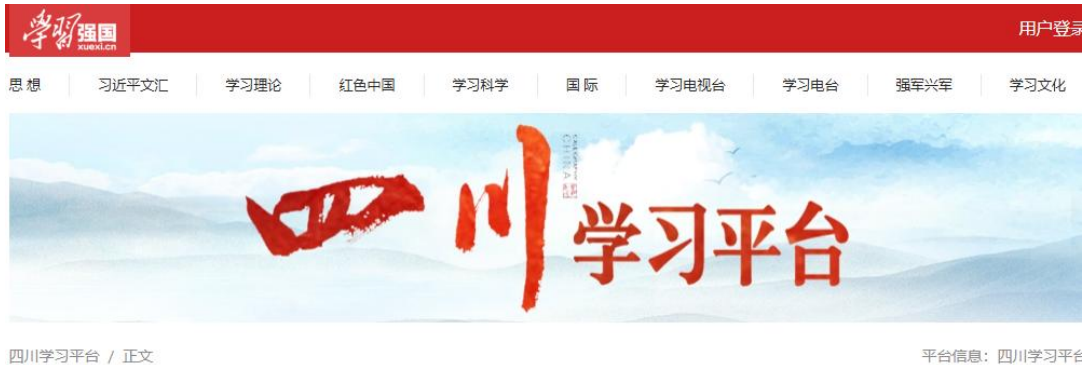 学习强国
xuexi.cn
用户登录
思想 习近平文汇 学习理论 红色中国 学习科学 国际 学习电视台 学习电台 强军兴军 学习文化
四川学习平台
四川学习平台 / 正文
平台信息：四川学习平台